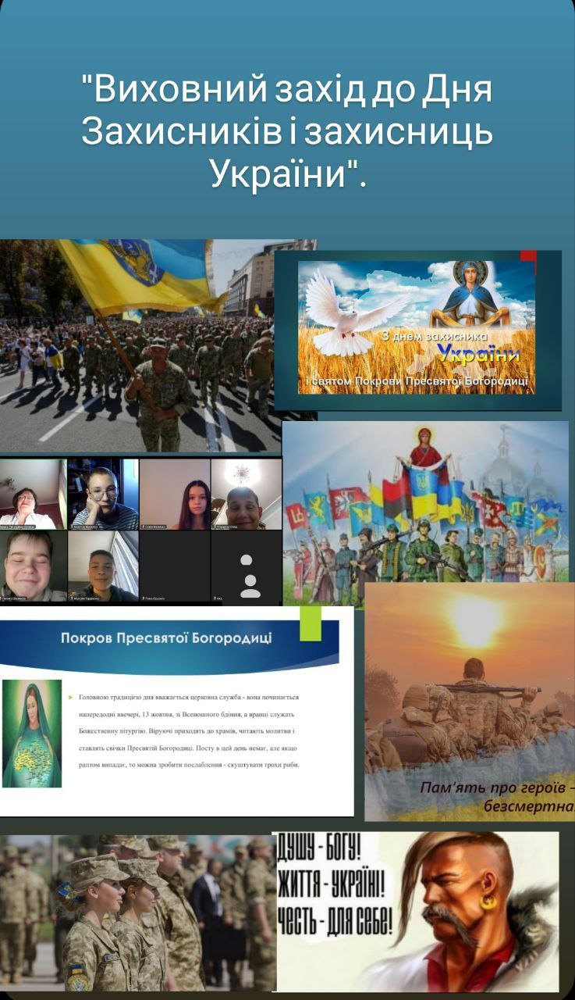 "Виховний захід до Дня
Захисників і захисниць
України".
З днем захисника
України
і святом Покрови Пресвятої Богородиці
Покров Пресвятої Богородиці
Головною традицією дня вважається церковна служба - вона починається
напередодні ввечері, 13 жовтня, зі Всенощного бдіння, а вранці служать
Божественну літургію. Віруючі приходять до храмів, читають молитви і
ставлять свічки Пресвятій Богородиці. Посту в цей день немає, але якщо
раптом випадає, то можна зробити послаблення - скуштувати трохи риби.
Пам'ять про героїв -
безсмертна
ДУШУ - БОГУ!
ЖИТТЯ - УКРАЇНІ!
ЧЕСТЬ - ДЛЯ СЕБЕ!